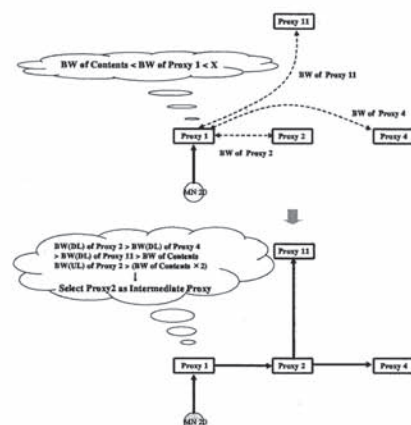 Proxy 11
BW of Contents < BW of Proxy 1 < X
BW of Proxy 11
BW of Proxy 4
Proxy 1
Proxy 2
Proxy 4
BW of Proxy 2
MN 20
BW(DL) of Proxy 2 > BW(DL) of Proxy 4
> BW(DL) of Proxy 11 > BW of Contents
BW(UL) of Proxy 2 > (BW of Contents ×2)
↓
Select Proxy2 as Intermediate Proxy
Proxy 11
Proxy 1
Proxy 2
Proxy 4
MN 20